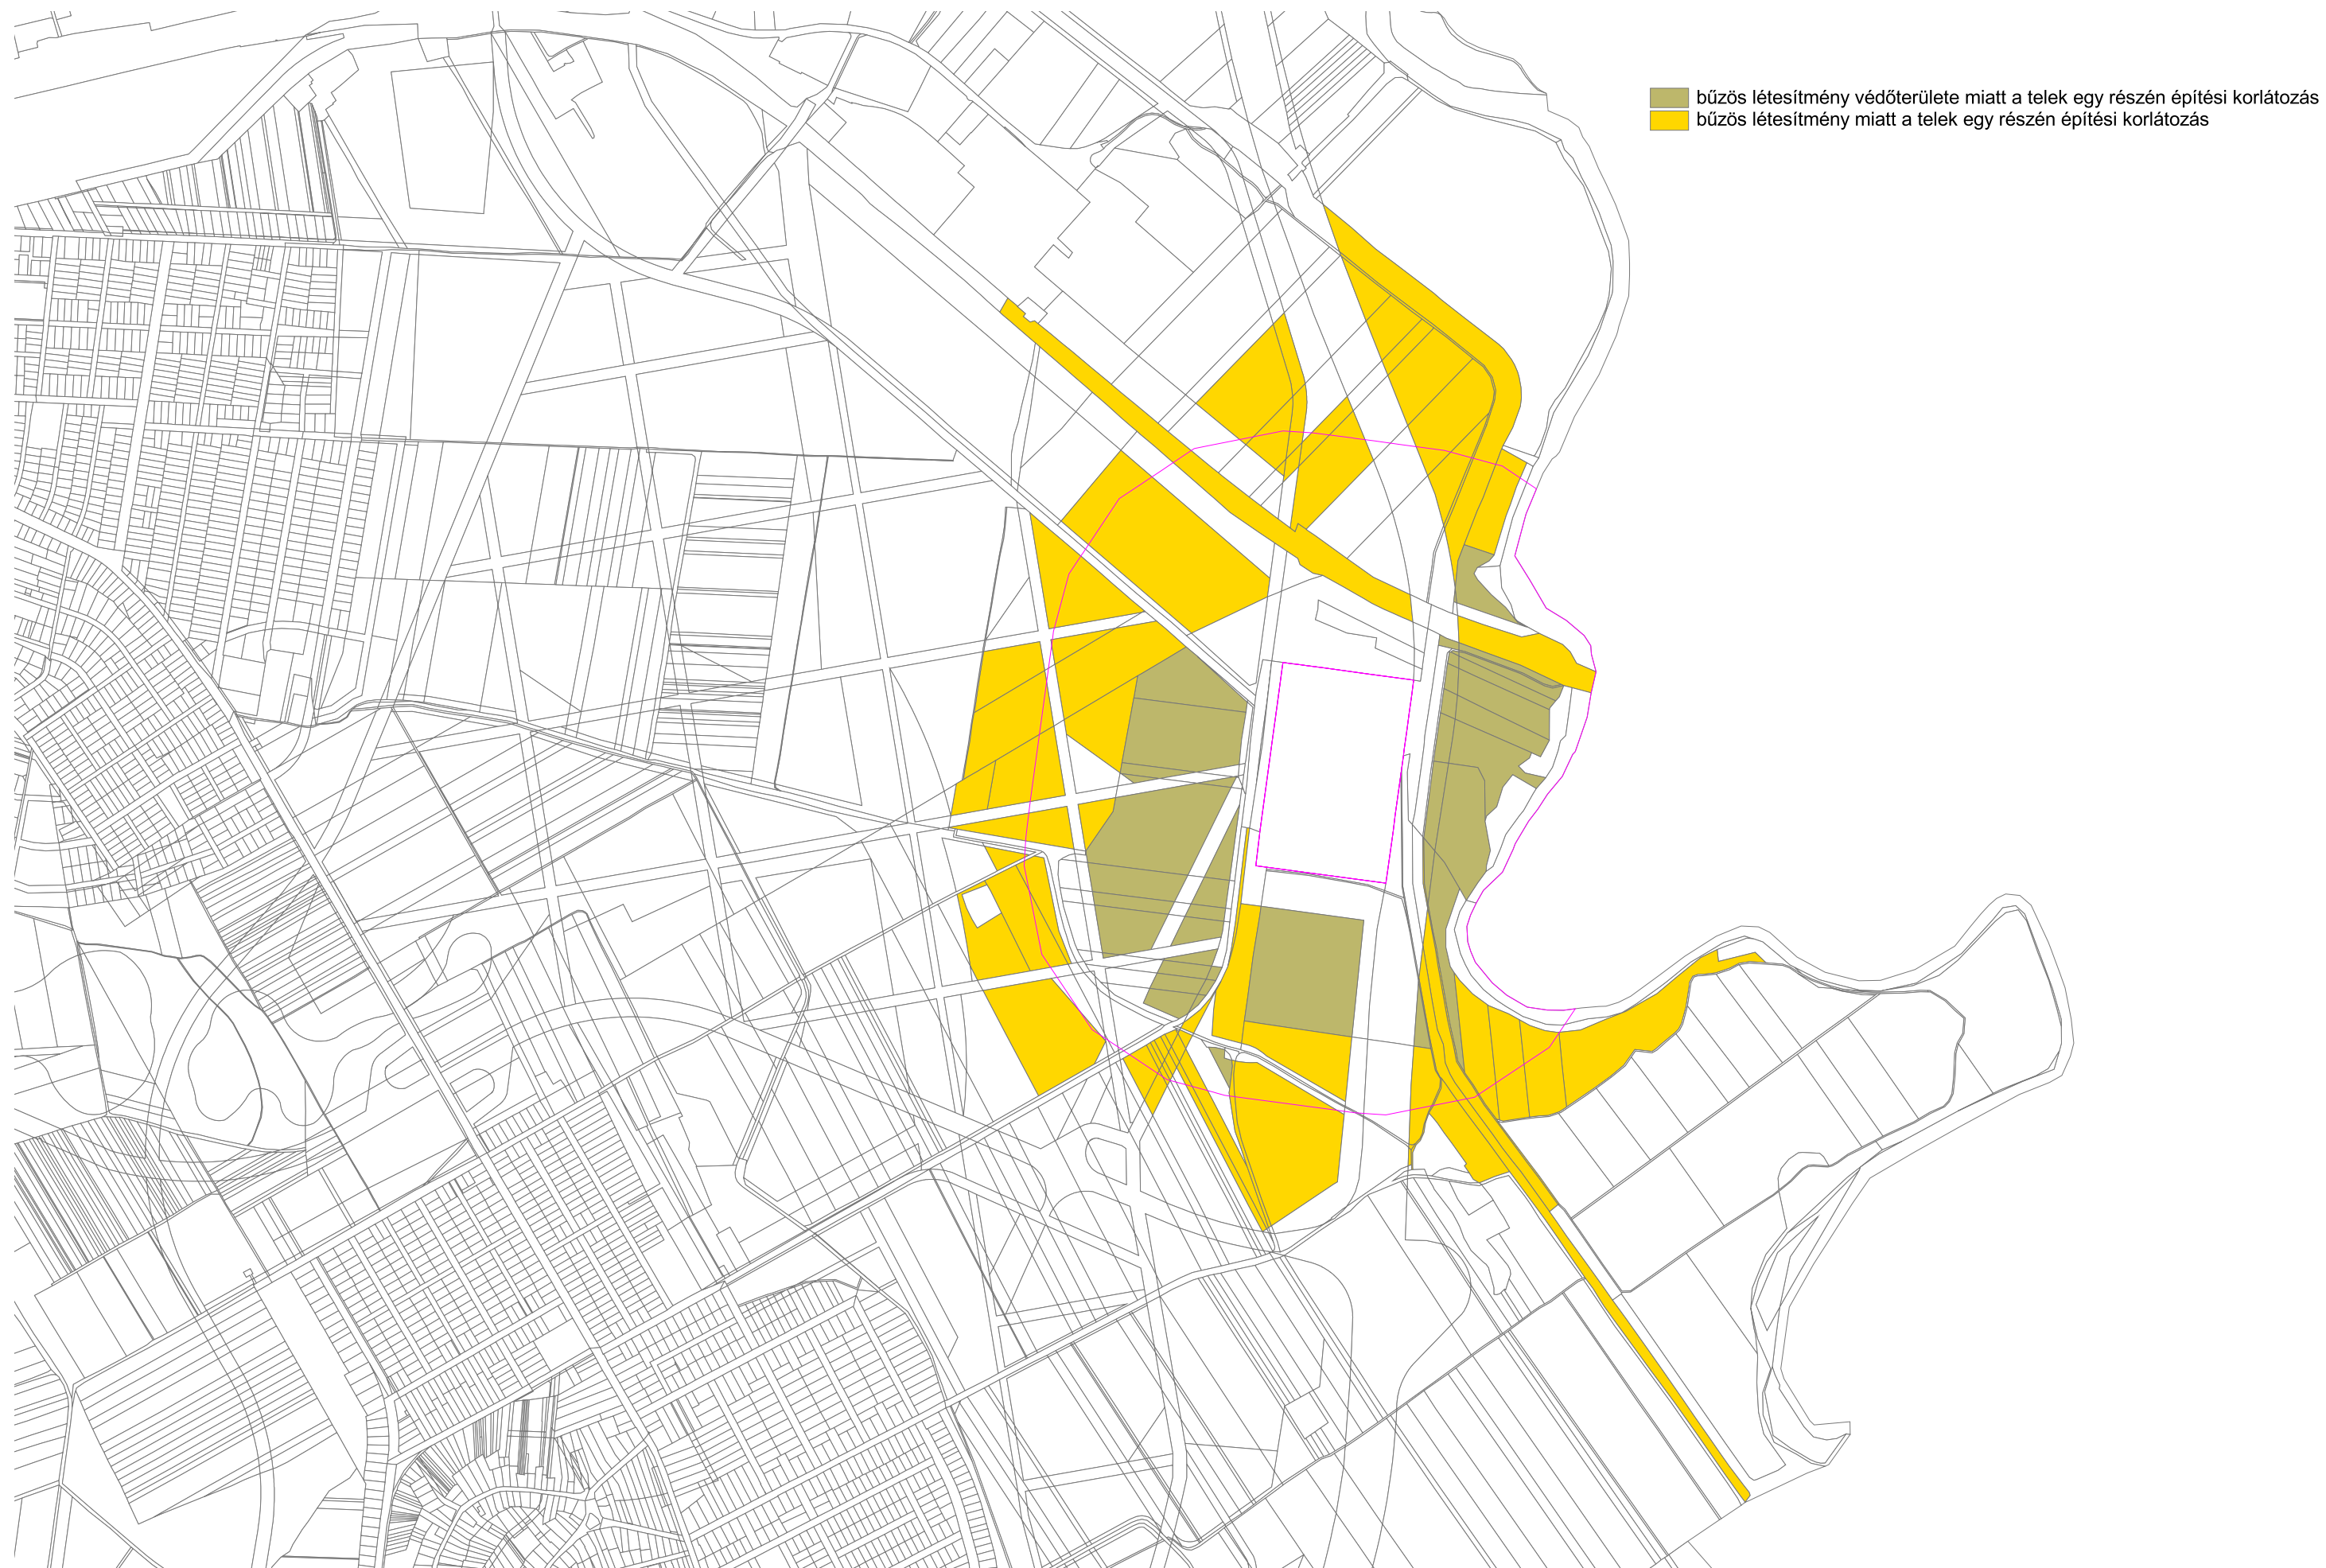 bűzös létesítmény védőterülete miatt a telek egy részén építési korlátozás
bűzös létesítmény miatt a telek egy részén építési korlátozás